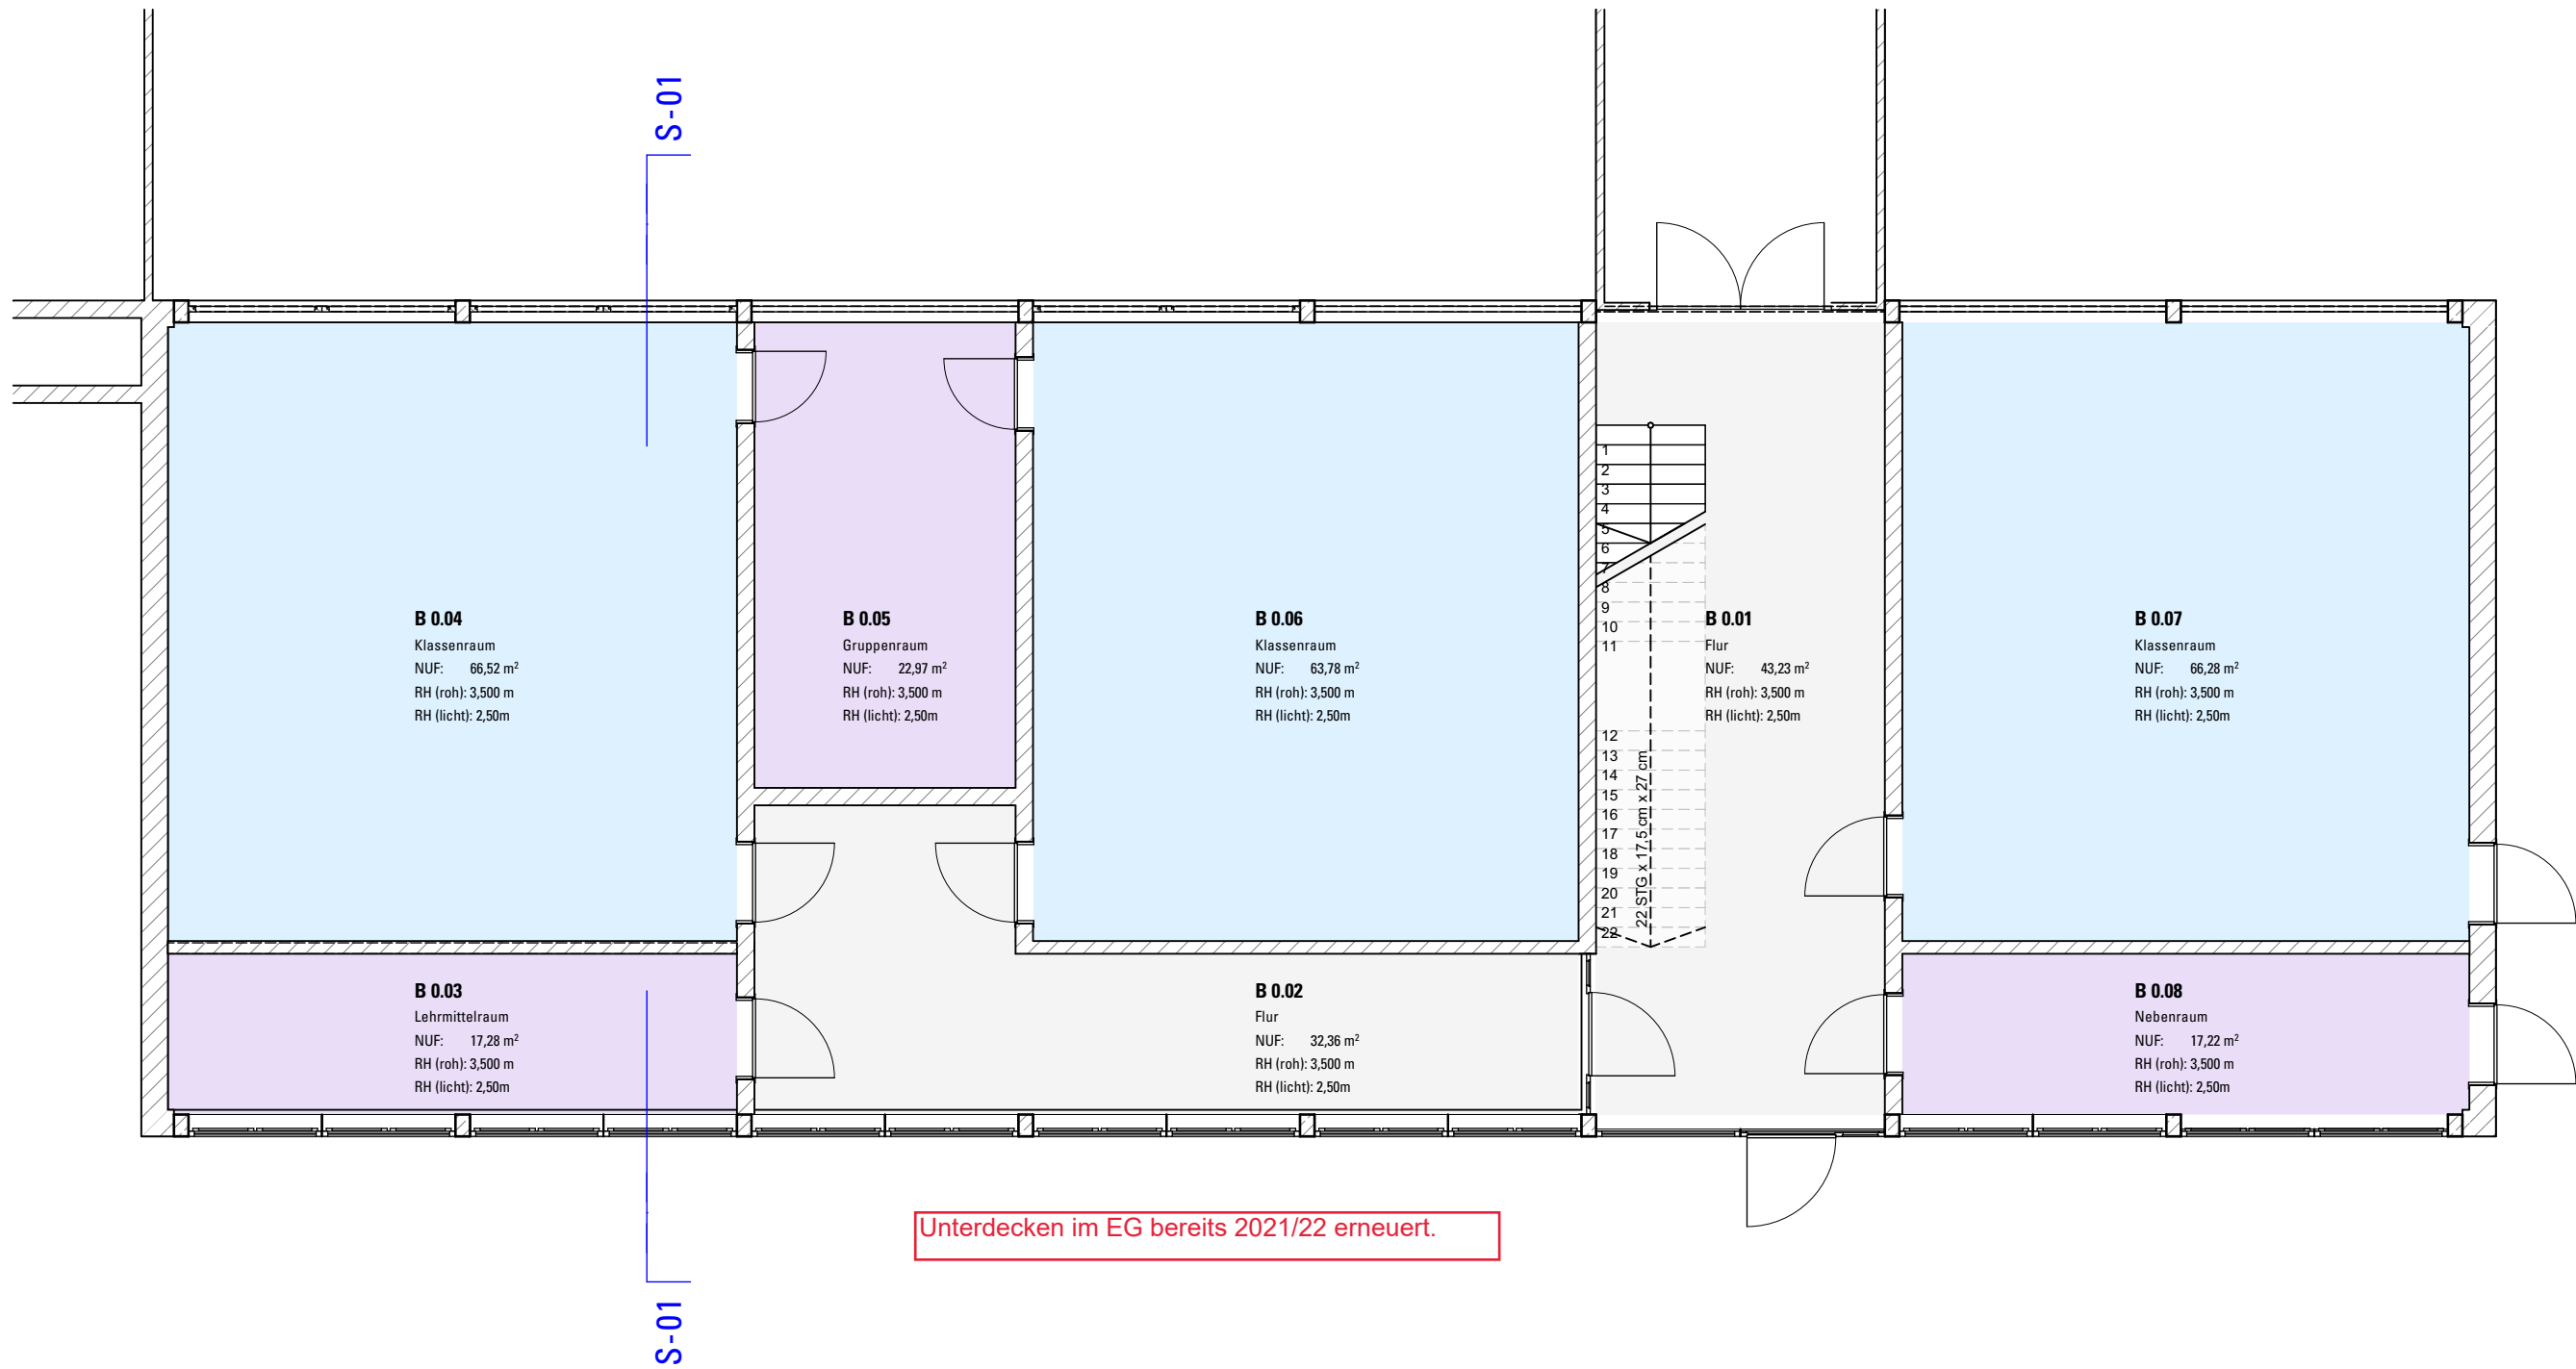 S-01
B 0.04
Klassenraum
NUF: 66,52 m²
RH (roh): 3,500 m
RH (licht): 2,50m
B 0.05
Gruppenraum
NUF: 22,97 m²
RH (roh): 3,500 m
RH (licht): 2,50m
B 0.06
Klassenraum
NUF: 63,78 m²
RH (roh): 3,500 m
RH (licht): 2,50m
1
2
3
4
5
6
7
8
9
10
11
12
13
14
15
16
17
18
19
20
21
22
22 STG x 17,5 cm x 27 cm
B 0.01
Flur
NUF: 43,23 m²
RH (roh): 3,500 m
RH (licht): 2,50m
B 0.07
Klassenraum
NUF: 66,28 m²
RH (roh): 3,500 m
RH (licht): 2,50m
B 0.03
Lehrmittelraum
NUF: 17,28 m²
RH (roh): 3,500 m
RH (licht): 2,50m
B 0.02
Flur
NUF: 32,36 m²
RH (roh): 3,500 m
RH (licht): 2,50m
B 0.08
Nebenraum
NUF: 17,22 m²
RH (roh): 3,500 m
RH (licht): 2,50m
Unterdecken im EG bereits 2021/22 erneuert.
S-01